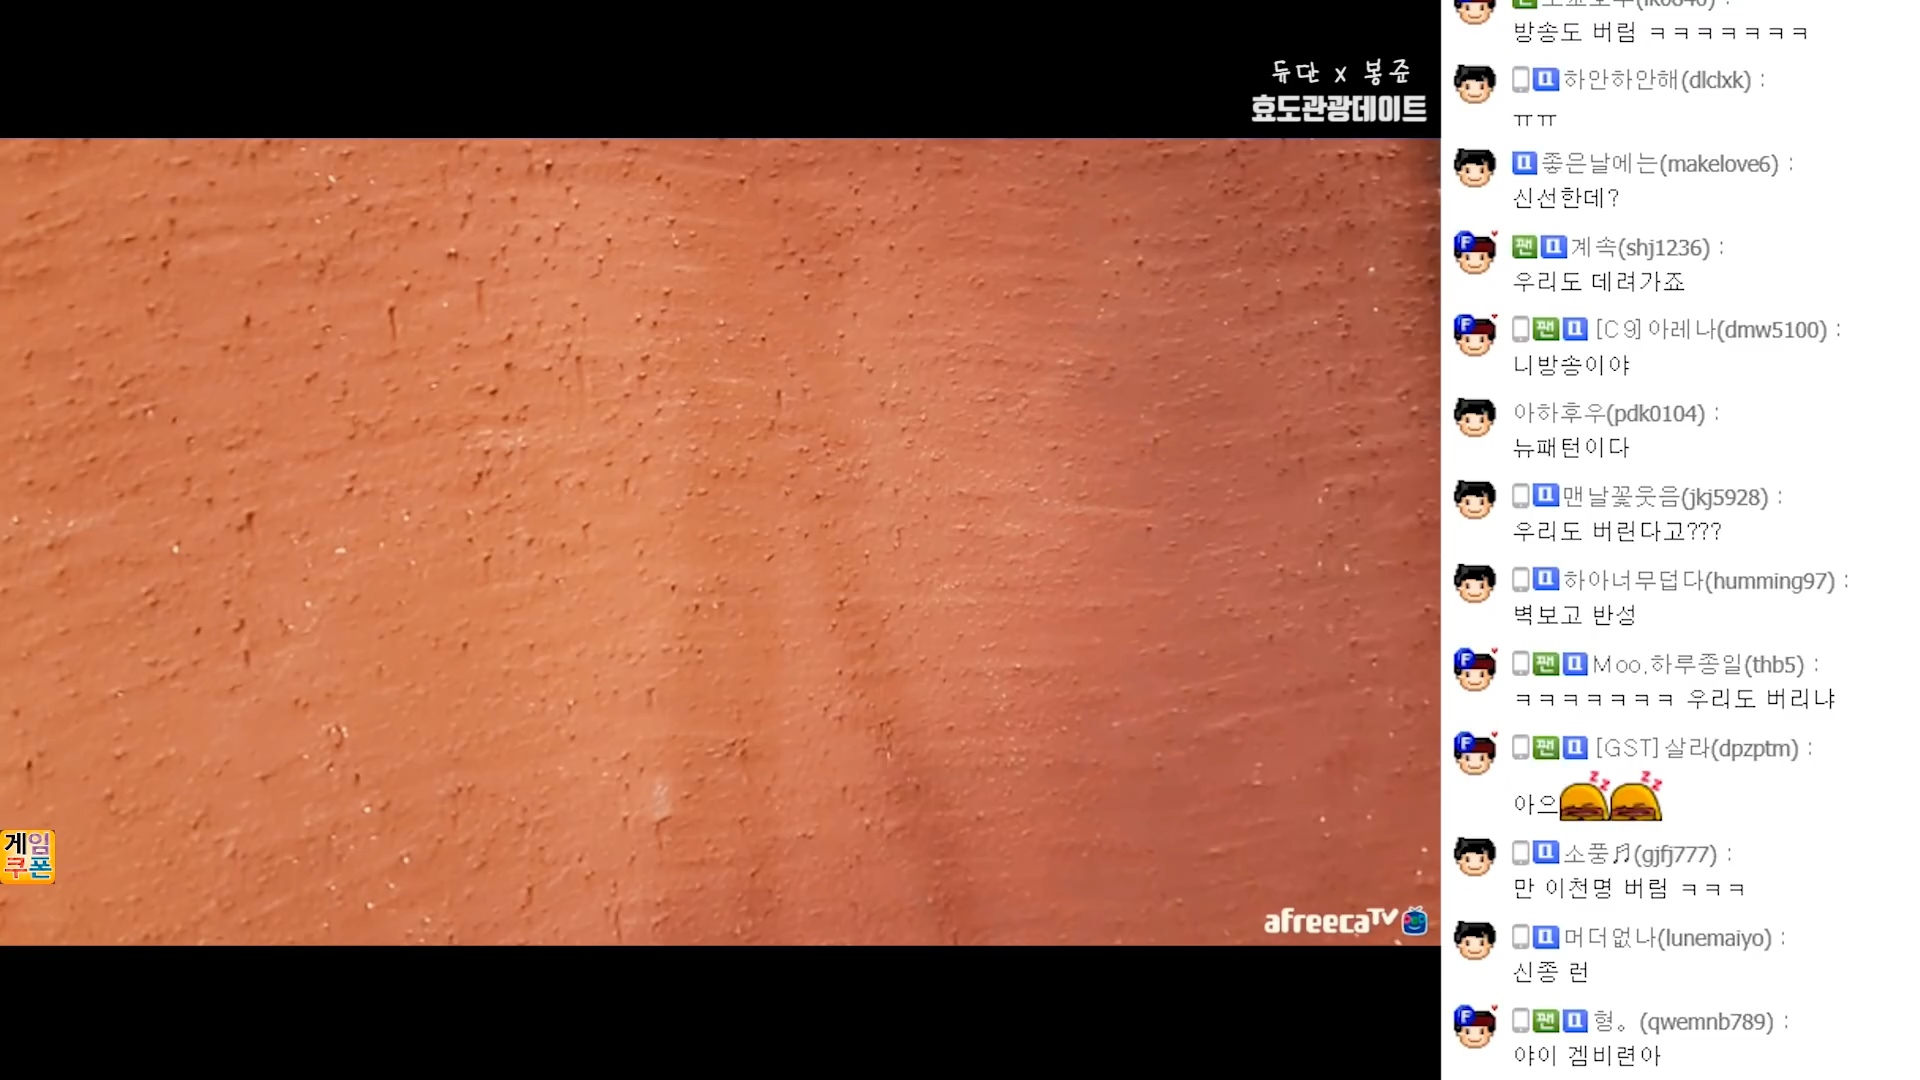 듀단 x 봉쥰
효도관광데이트
게임
쿠폰
afreecaTV
방송도 버림 ㅋㅋㅋㅋㅋㅋㅋ
하안하안해(dlclxk) :
ㅠㅠ
좋은날에는(makelove6) :
신선한데?
팬 계속(shj1236) :
우리도 데려가죠
팬 [C9]아레나(dmw5100) :
니방송이야
아하후우(pdk0104) :
뉴패턴이다
맨날꽃웃음(jkj5928) :
우리도 버린다고???
하아너무덥다(humming97) :
벽보고 반성
팬 Moo.하루종일(thb5) :
ㅋㅋㅋㅋㅋㅋㅋ 우리도 버리냐
팬 [GST]살라(dpzptm) :
아으
소풍♬(gjfj777) :
만 이천명 버림 ㅋㅋㅋ
머더없나(lunemaiyo) :
신종 런
팬 형。(qwemnb789) :
야이 겜비련아